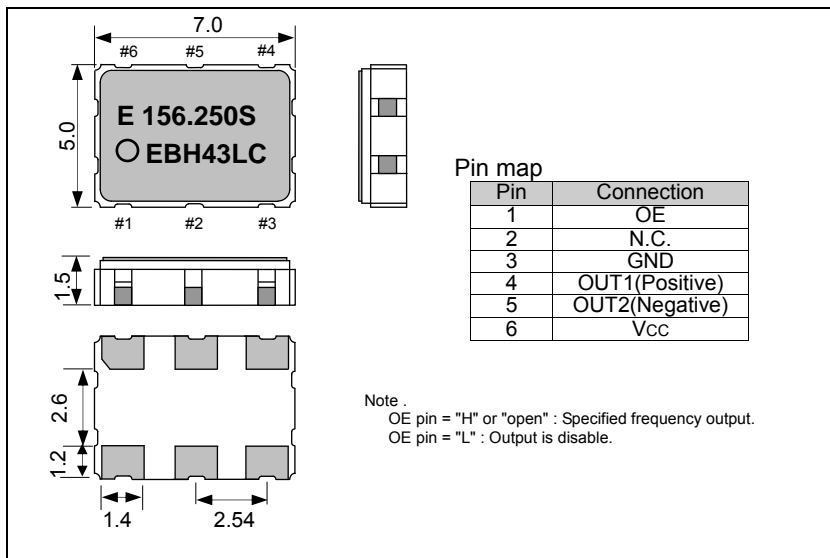 7.0
#6 #5 #4
5.0
E 156.250S
EBH43LC
#1 #2 #3
1.5
2.6
1.2
1.4
2.54
Pin map
Pin Connection
1 OE
2 N.C.
3 GND
4 OUT1(Positive)
5 OUT2(Negative)
6 VCC
Note .
OE pin = "H" or "open" : Specified frequency output.
OE pin = "L" : Output is disable.